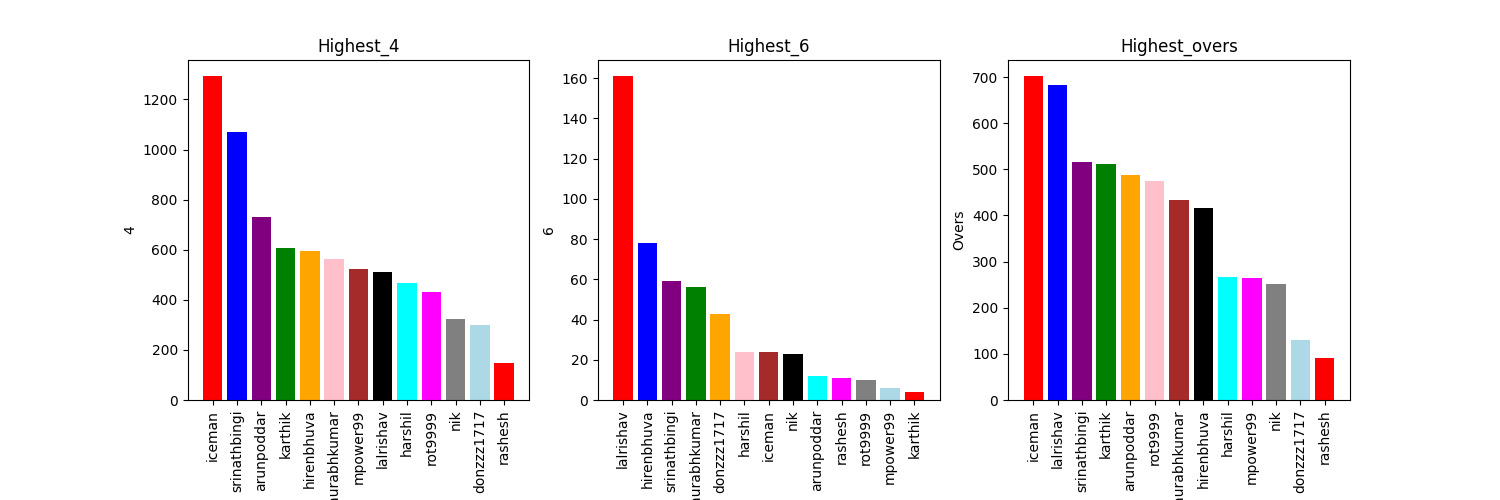 Highest_4
4
1200
1000
800
600
400
200
0
iceman
srinathbingi
arunpoddar
karthik
hirenbhuva
urabhkumar
mpower99
lalrishav
harshil
rot9999
nik
donzzz1717
rashesh
Highest_6
6
160
140
120
100
80
60
40
20
0
lalrishav
hirenbhuva
srinathbingi
urabhkumar
donzzz1717
harshil
iceman
nik
arunpoddar
rashesh
rot9999
mpower99
karthik
Highest_overs
Overs
700
600
500
400
300
200
100
0
iceman
lalrishav
srinathbingi
karthik
arunpoddar
rot9999
urabhkumar
hirenbhuva
harshil
mpower99
nik
donzzz1717
rashesh